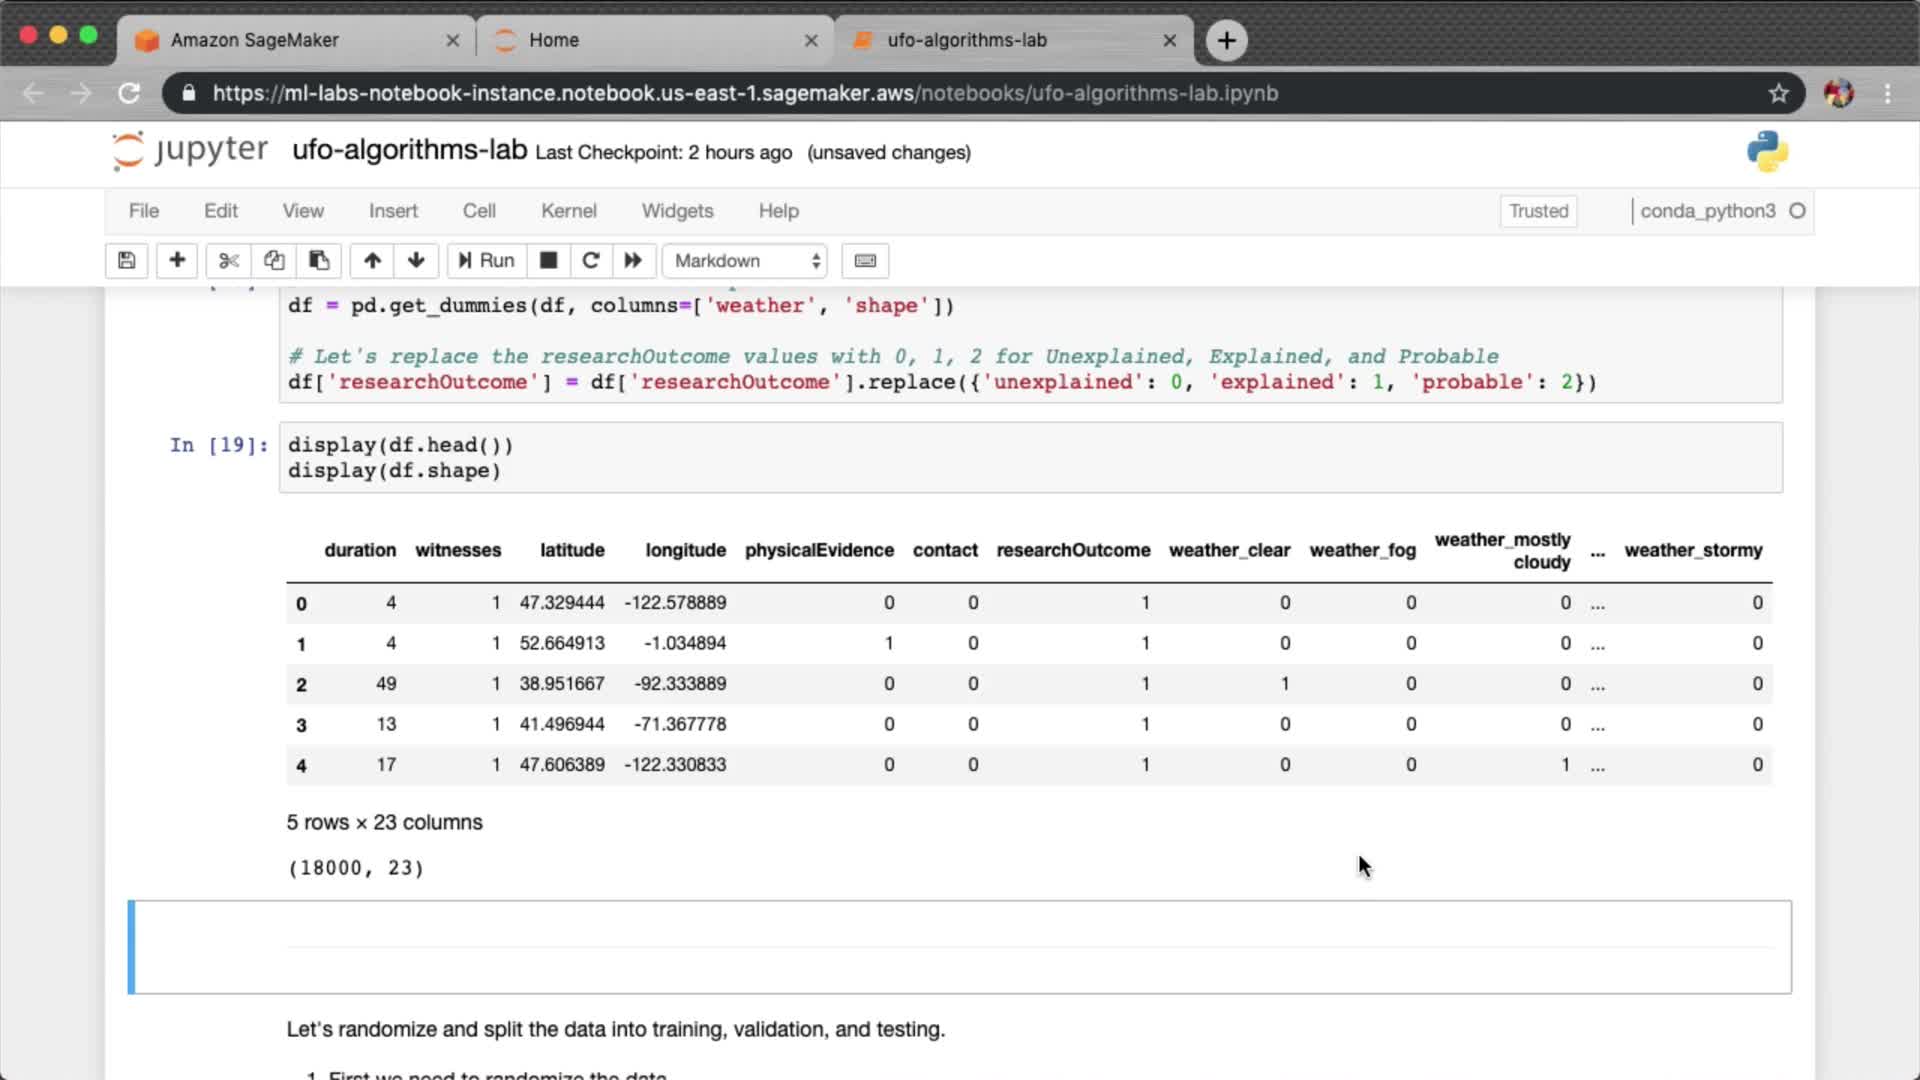 Amazon SageMaker
Home
ufo-algorithms-lab
https://ml-labs-notebook-instance.notebook.us-east-1.sagemaker.aws/notebooks/ufo-algorithms-lab.ipynb
jupyter ufo-algorithms-lab Last Checkpoint: 2 hours ago (unsaved changes)
File Edit View Insert Cell Kernel Widgets Help Trusted conda_python3
Run Markdown
df = pd.get_dummies(df, columns=['weather', 'shape'])
# Let's replace the researchOutcome values with 0, 1, 2 for Unexplained, Explained, and Probable
df['researchOutcome'] = df['researchOutcome'].replace({'unexplained': 0, 'explained': 1, 'probable': 2})
In [19]: display(df.head())
display(df.shape)
duration witnesses latitude longitude physicalEvidence contact researchOutcome weather_clear weather_fog weather_mostly cloudy ... weather_stormy
0 4 1 47.329444 -122.578889 0 0 1 0 0 0 ... 0
1 4 1 52.664913 -1.034894 1 0 1 0 0 0 ... 0
2 49 1 38.951667 -92.333889 0 0 1 1 0 0 ... 0
3 13 1 41.496944 -71.367778 0 0 1 0 0 0 ... 0
4 17 1 47.606389 -122.330833 0 0 1 0 0 1 ... 0
5 rows × 23 columns
(18000, 23)
Let's randomize and split the data into training, validation, and testing.
1. First we need to randomize the data.